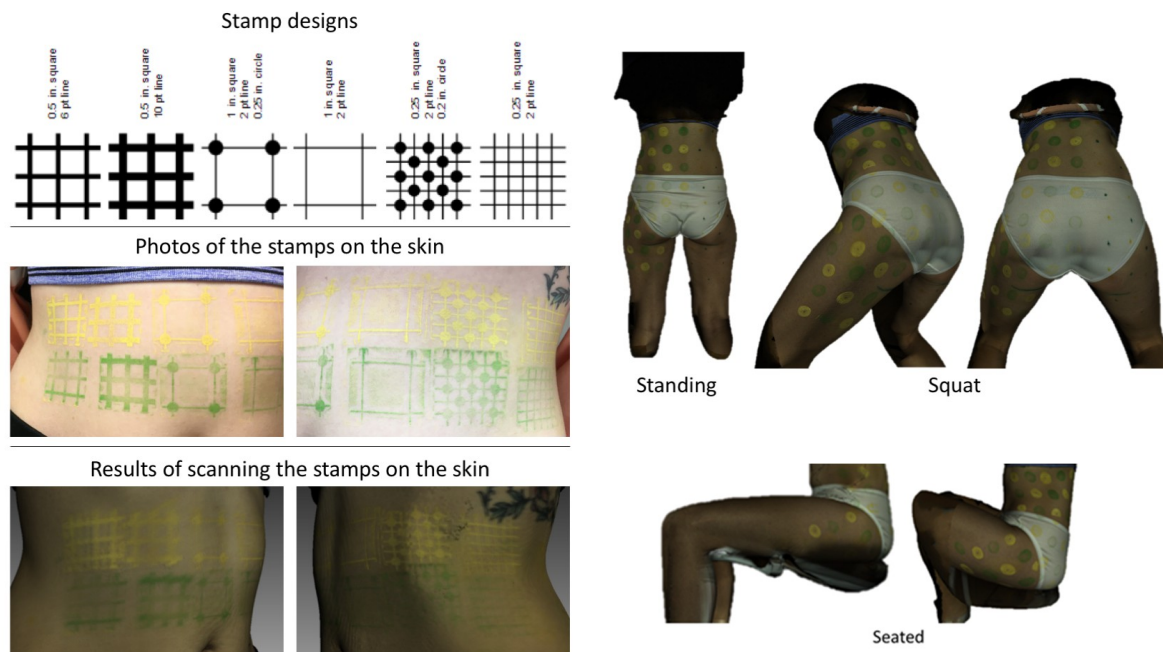 Stamp designs
0.5 in. square
6 pt line
0.5 in. square
10 pt line
1 in. square
2 pt line
0.25 in. circle
1 in. square
2 pt line
0.25 in. square
2 pt line
0.2 in. circle
0.25 in. square
2 pt line
Photos of the stamps on the skin
Results of scanning the stamps on the skin
Standing
Squat
Seated